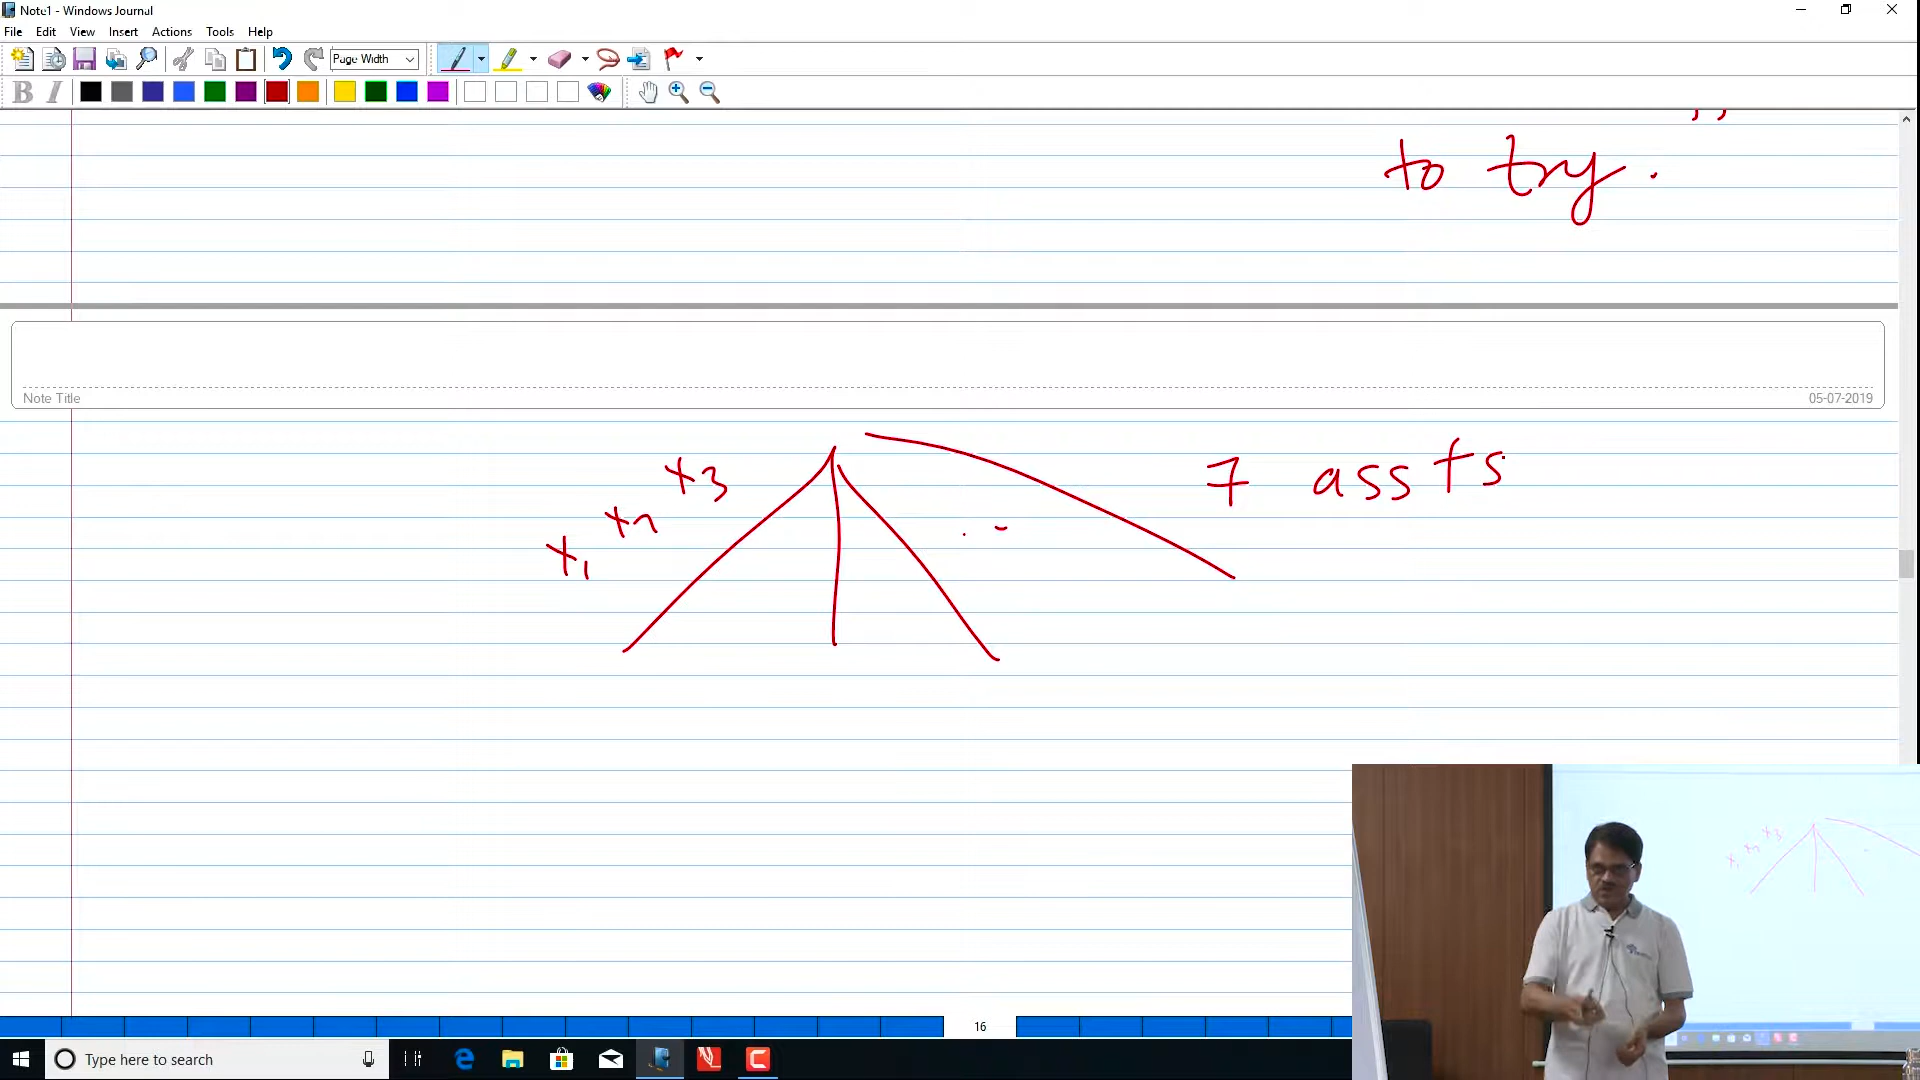 Note1 - Windows Journal
File Edit View Insert Actions Tools Help
Page Width
B I
to try.
Note Title
05-07-2019
x3
x2
x1
7 assts
16
Type here to search